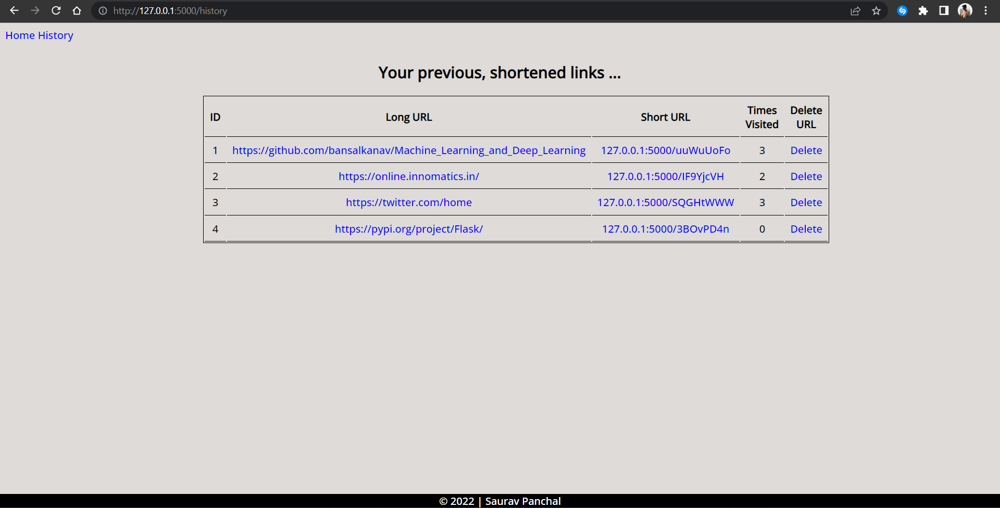 http://127.0.0.1:5000/history
Home History
Your previous, shortened links ...
ID Long URL Short URL Times Visited Delete URL
1 https://github.com/bansalkanav/Machine_Learning_and_Deep_Learning 127.0.0.1:5000/uuWuUoFo 3 Delete
2 https://online.innomatics.in/ 127.0.0.1:5000/IF9YjcVH 2 Delete
3 https://twitter.com/home 127.0.0.1:5000/SQGHtWWW 3 Delete
4 https://pypi.org/project/Flask/ 127.0.0.1:5000/3BOvPD4n 0 Delete
© 2022 | Saurav Panchal